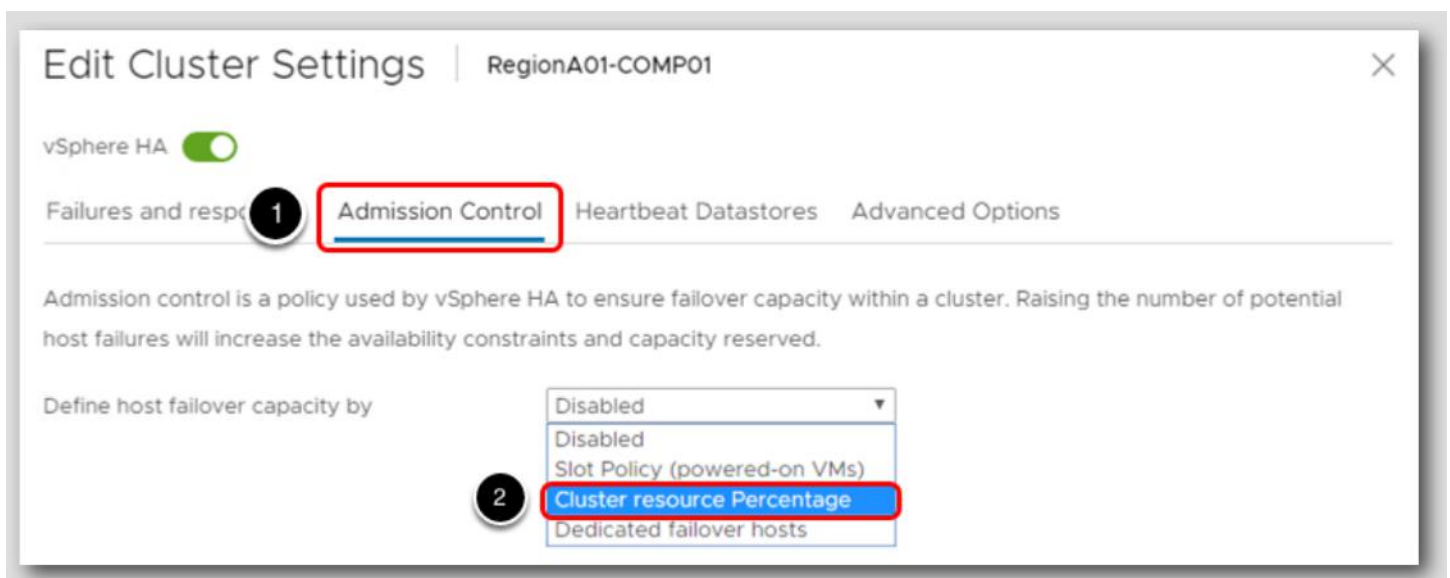 Edit Cluster Settings RegionA01-COMP01
vSphere HA
Failures and respo 1 Admission Control Heartbeat Datastores Advanced Options
Admission control is a policy used by vSphere HA to ensure failover capacity within a cluster. Raising the number of potential
host failures will increase the availability constraints and capacity reserved.
Define host failover capacity by Disabled
Disabled
Slot Policy (powered-on VMs)
2 Cluster resource Percentage
Dedicated failover hosts